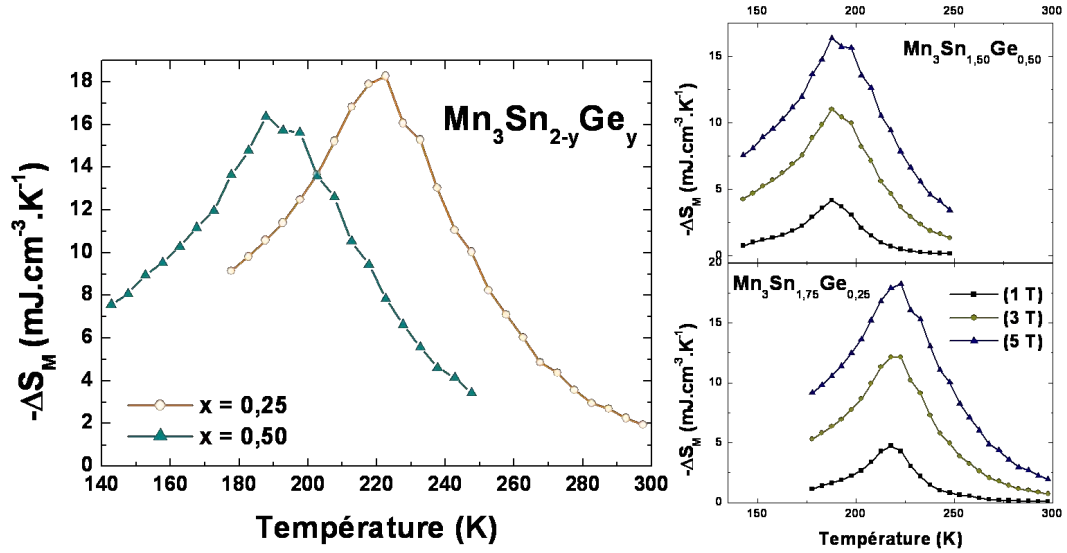 18
16
14
12
10
8
6
4
2
0
-ΔS_M (mJ.cm⁻³.K⁻¹)
Mn₃Sn₂₋yGe_y
x = 0,25
x = 0,50
140 160 180 200 220 240 260 280 300
Température (K)
150 200 250 300
15
10
5
0
-ΔS_M (mJ.cm⁻³.K⁻¹)
Mn₃Sn₁,₅₀Ge₀,₅₀
20
15
10
5
0
-ΔS_M (mJ.cm⁻³.K⁻¹)
Mn₃Sn₁,₇₅Ge₀,₂₅
(1 T)
(3 T)
(5 T)
150 200 250 300
Température (K)